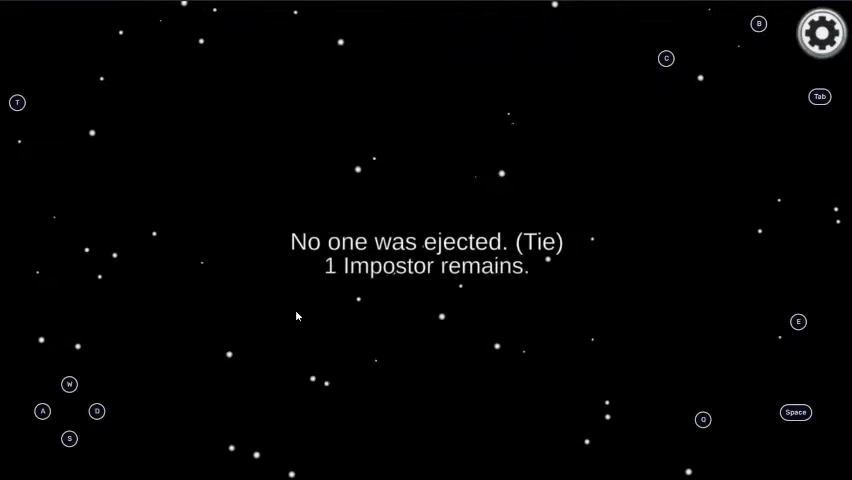 B
C
Tab
T
No one was ejected. (Tie)
1 Impostor remains.
E
W
A
D
S
Q
Space